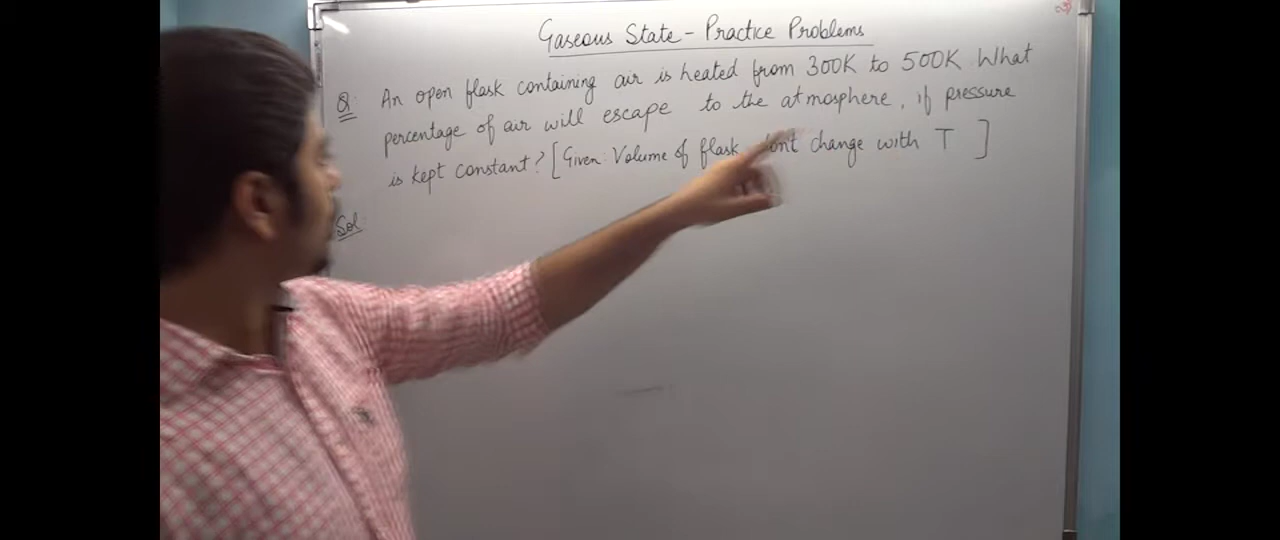 Gaseous State - Practice Problems
Q: An open flask containing air is heated from 300K to 500K. What
percentage of air will escape to the atmosphere, if pressure
is kept constant? [Given: Volume of flask dont change with T ]
Sol: